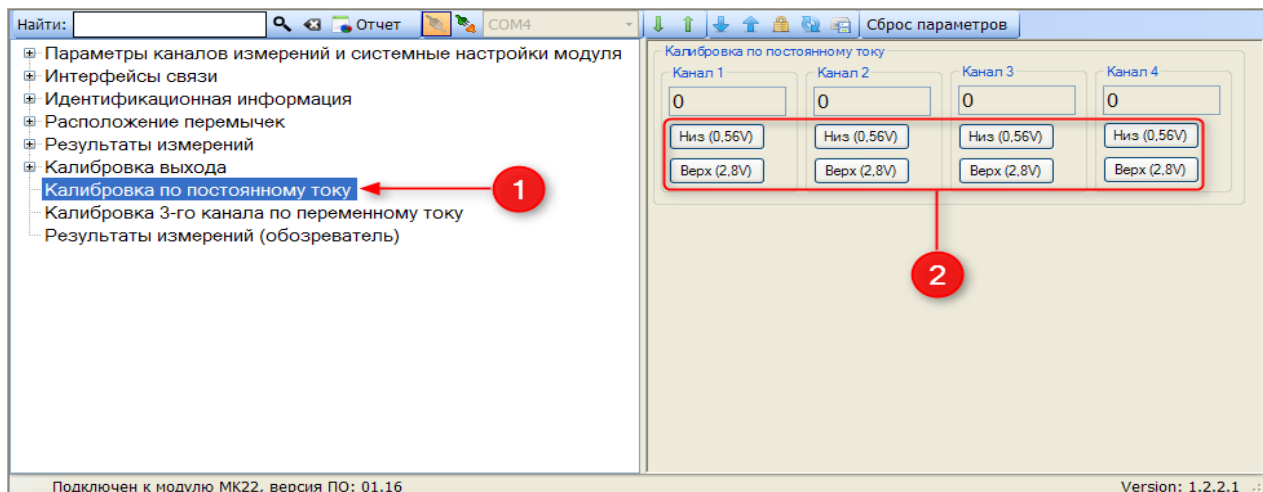 Найти: Отчет COM4 Сброс параметров
Параметры каналов измерений и системные настройки модуля
Интерфейсы связи
Идентификационная информация
Расположение перемычек
Результаты измерений
Калибровка выхода
Калибровка по постоянному току
Калибровка 3-го канала по переменному току
Результаты измерений (обозреватель)
1
Калибровка по постоянному току
Канал 1 Канал 2 Канал 3 Канал 4
0 0 0 0
Низ (0,56V) Низ (0,56V) Низ (0,56V) Низ (0,56V)
Верх (2,8V) Верх (2,8V) Верх (2,8V) Верх (2,8V)
2
Подключен к модулю МК22, версия ПО: 01.16 Version: 1.2.2.1